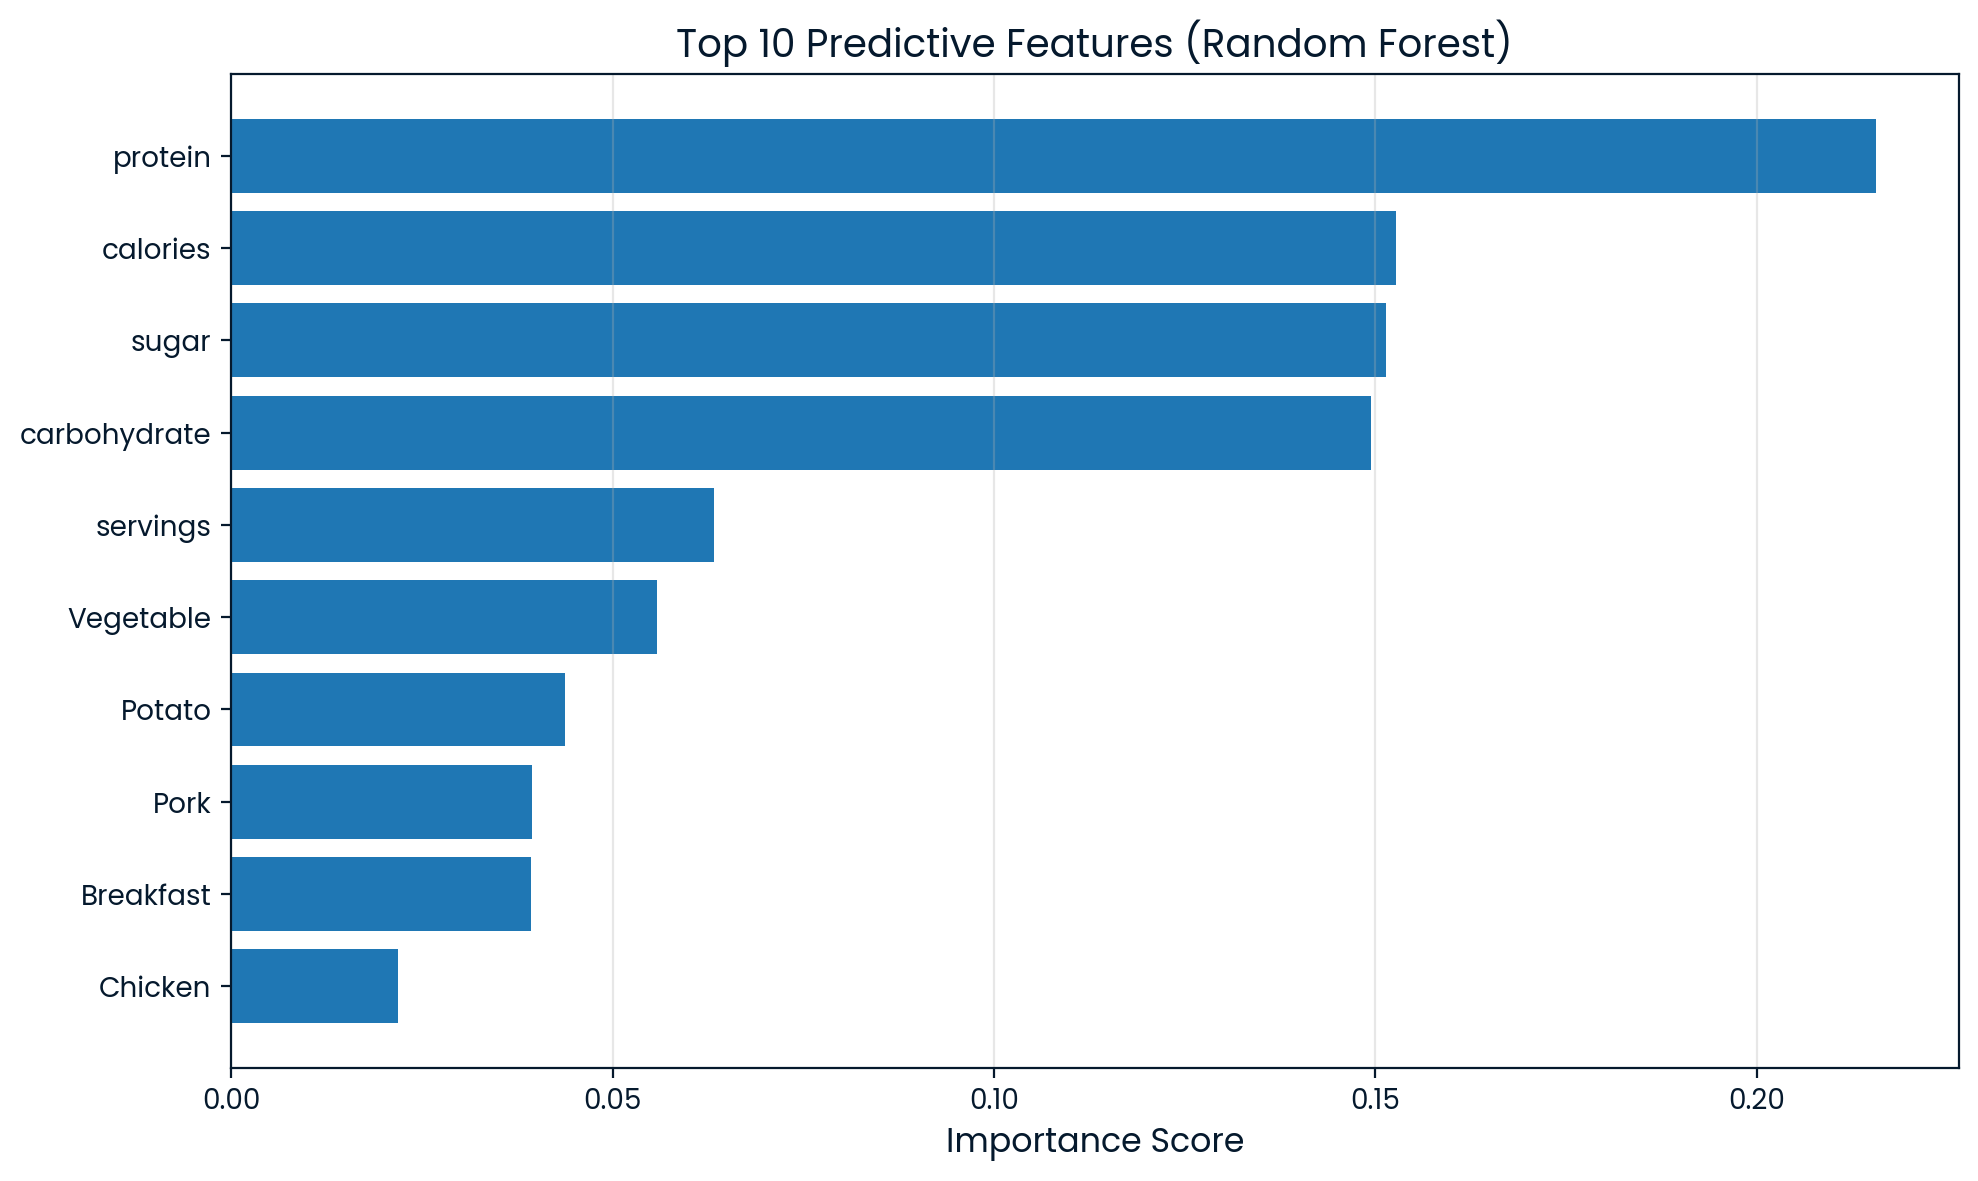 Top 10 Predictive Features (Random Forest)
protein
calories
sugar
carbohydrate
servings
Vegetable
Potato
Pork
Breakfast
Chicken
0.00 0.05 0.10 0.15 0.20
Importance Score